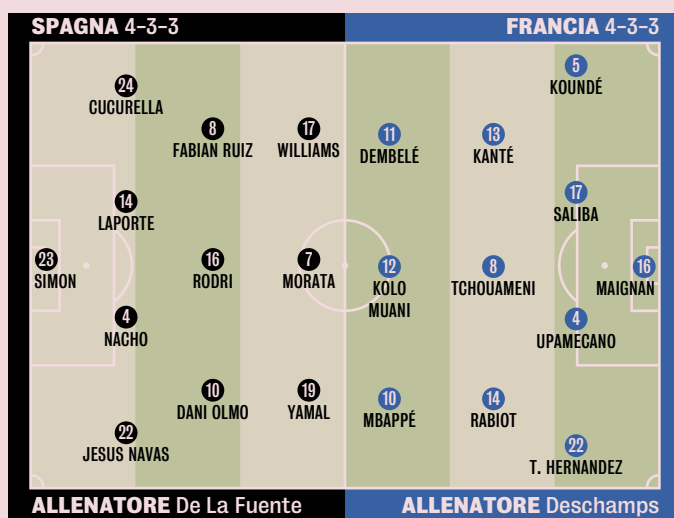 SPAGNA 4-3-3
FRANCIA 4-3-3
24
CUCURELLA
8
FABIAN RUIZ
17
WILLIAMS
14
LAPORTE
23
SIMON
16
RODRI
7
MORATA
4
NACHO
10
DANI OLMO
19
YAMAL
22
JESUS NAVAS
5
KOUNDÉ
11
DEMBELÉ
13
KANTÉ
17
SALIBA
12
KOLO
MUANI
8
TCHOUAMENI
16
MAIGNAN
4
UPAMECANO
10
MBAPPÉ
14
RABIOT
22
T. HERNANDEZ
ALLENATORE De La Fuente
ALLENATORE Deschamps